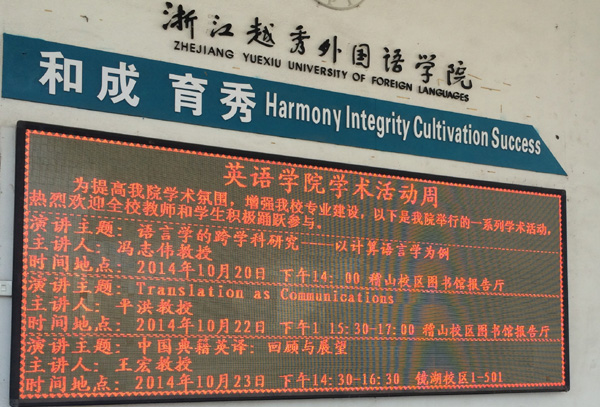 浙江越秀外国语学院
ZHEJIANG YUEXIU UNIVERSITY OF FOREIGN LANGUAGES
和成 育秀 Harmony Integrity Cultivation Success
英语学院学术活动周
为提高我院学术氛围，增强我校专业建设，以下是我院举行的一系列学术活动，
热烈欢迎全校教师和学生积极踊跃参与。
演讲主题：语言学的跨学科研究——以计算语言学为例
主讲人：冯志伟教授
时间地点：2014年10月20日 下午14：00 稽山校区图书馆报告厅
演讲主题：Translation as Communications
主讲人：平洪教授
时间地点：2014年10月22日 下午1 15:30-17:00 稽山校区图书馆报告厅
演讲主题：中国典籍英译：回顾与展望
主讲人：王宏教授
时间地点：2014年10月23日 下午14:30-16:30 镜湖校区1-501